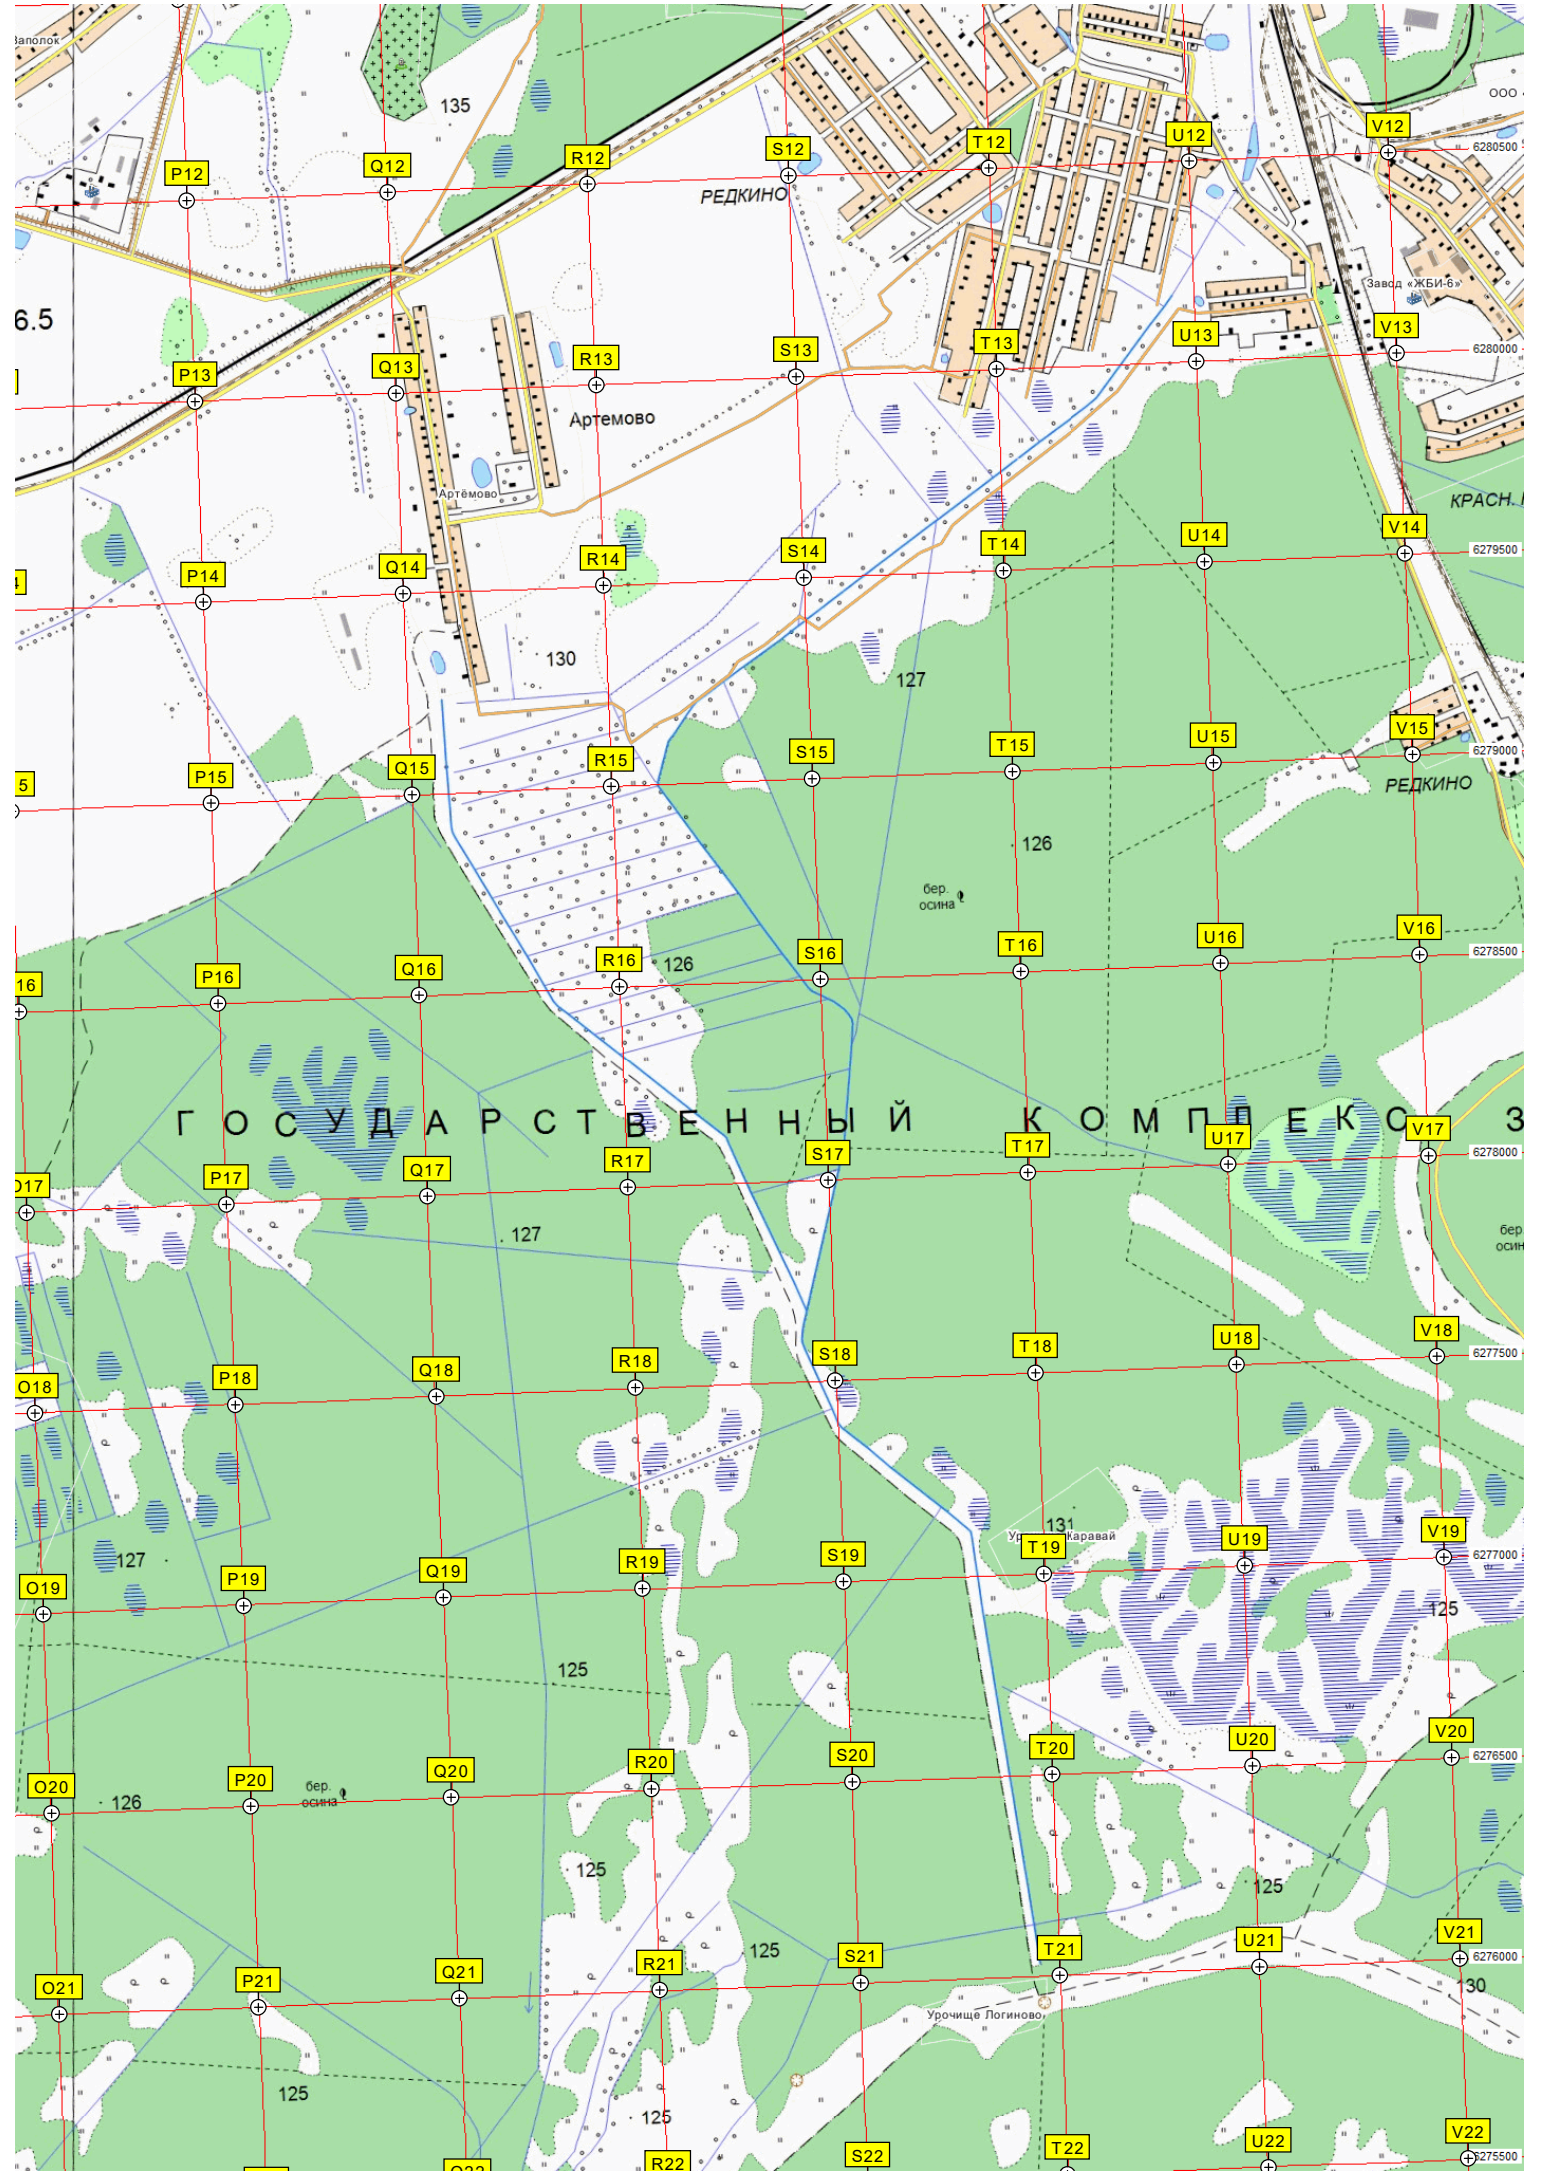 Заполок
135
ООО
P12 Q12 R12 S12 T12 U12 V12
6280500
РЕДКИНО
Завод «ЖБИ-6»
6.5
P13 Q13 R13 S13 T13 U13 V13
6280000
Артемово
Артёмово
КРАСН.
P14 Q14 R14 S14 T14 U14 V14
6279500
130
127
P15 Q15 R15 S15 T15 U15 V15
6279000
РЕДКИНО
126
бер.
осина
16 P16 Q16 R16 S16 T16 U16 V16
6278500
126
ГОСУДАРСТВЕННЫЙ КОМПЛЕКС З
O17 P17 Q17 R17 S17 T17 U17 V17
6278000
127
бер.
осин
O18 P18 Q18 R18 S18 T18 U18 V18
6277500
131
127
O19 P19 Q19 R19 S19 T19 U19 V19
6277000
125
125
O20 P20 Q20 R20 S20 T20 U20 V20
6276500
126
бер.
осина
125
125
125
O21 P21 Q21 R21 S21 T21 U21 V21
6276000
130
Урочище Логиново
125
125
R22 S22 T22 U22 V22
6275500